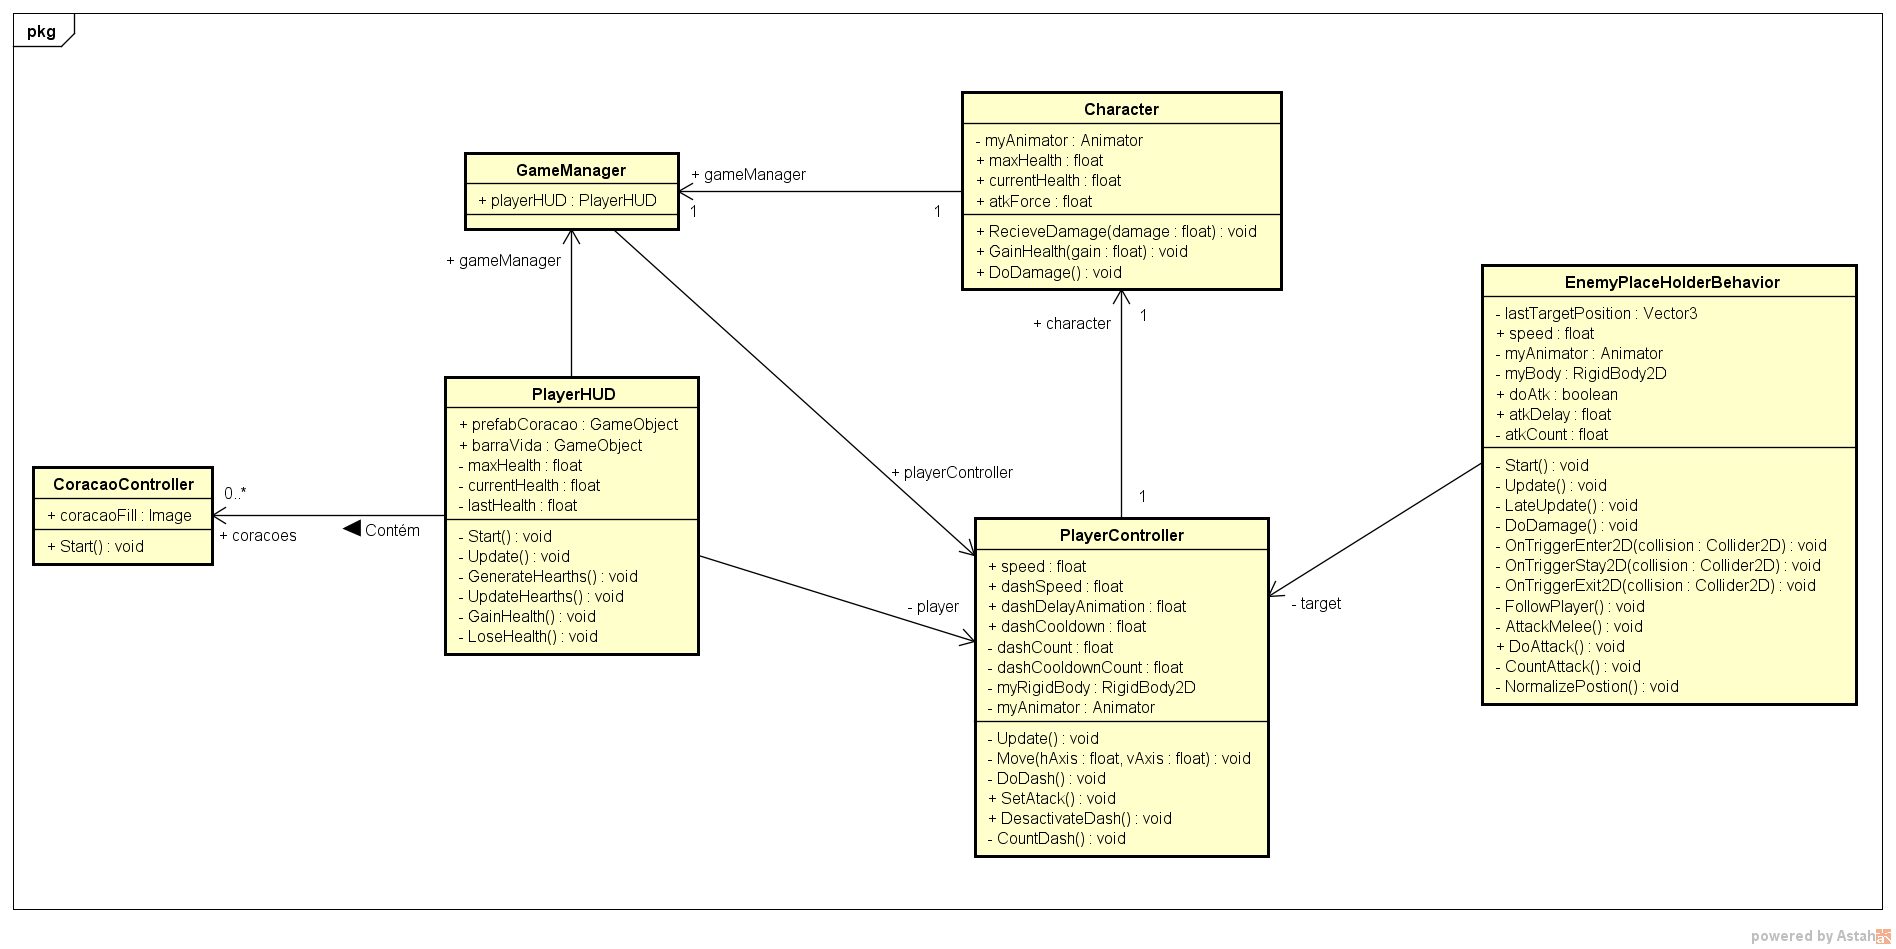 pkg
Character
- myAnimator : Animator
+ maxHealth : float
+ currentHealth : float
+ atkForce : float
+ RecieveDamage(damage : float) : void
+ GainHealth(gain : float) : void
+ DoDamage() : void
GameManager
+ playerHUD : PlayerHUD
+ gameManager
1
1
+ gameManager
+ character
1
1
EnemyPlaceHolderBehavior
- lastTargetPosition : Vector3
+ speed : float
- myAnimator : Animator
- myBody : RigidBody2D
+ doAtk : boolean
+ atkDelay : float
- atkCount : float
- Start() : void
- Update() : void
- LateUpdate() : void
- DoDamage() : void
- OnTriggerEnter2D(collision : Collider2D) : void
- OnTriggerStay2D(collision : Collider2D) : void
- OnTriggerExit2D(collision : Collider2D) : void
- FollowPlayer() : void
- AttackMelee() : void
+ DoAttack() : void
- CountAttack() : void
- NormalizePostion() : void
PlayerHUD
+ prefabCoracao : GameObject
+ barraVida : GameObject
- maxHealth : float
- currentHealth : float
- lastHealth : float
- Start() : void
- Update() : void
- GenerateHearths() : void
- UpdateHearths() : void
- GainHealth() : void
- LoseHealth() : void
CoracaoController
+ coracaoFill : Image
+ Start() : void
0..*
+ coracoes
Contém
+ playerController
- player
- target
PlayerController
+ speed : float
+ dashSpeed : float
+ dashDelayAnimation : float
+ dashCooldown : float
- dashCount : float
- dashCooldownCount : float
- myRigidBody : RigidBody2D
- myAnimator : Animator
- Update() : void
- Move(hAxis : float, vAxis : float) : void
- DoDash() : void
+ SetAtack() : void
+ DesactivateDash() : void
- CountDash() : void
powered by Astah